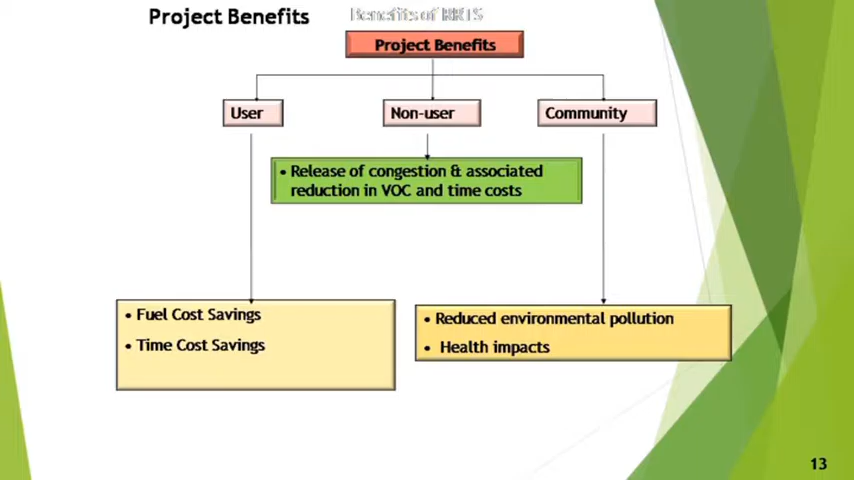 Project Benefits
Benefits of RRTS
Project Benefits
User
Non-user
Community
• Release of congestion & associated
reduction in VOC and time costs
• Fuel Cost Savings
• Time Cost Savings
• Reduced environmental pollution
• Health impacts
13